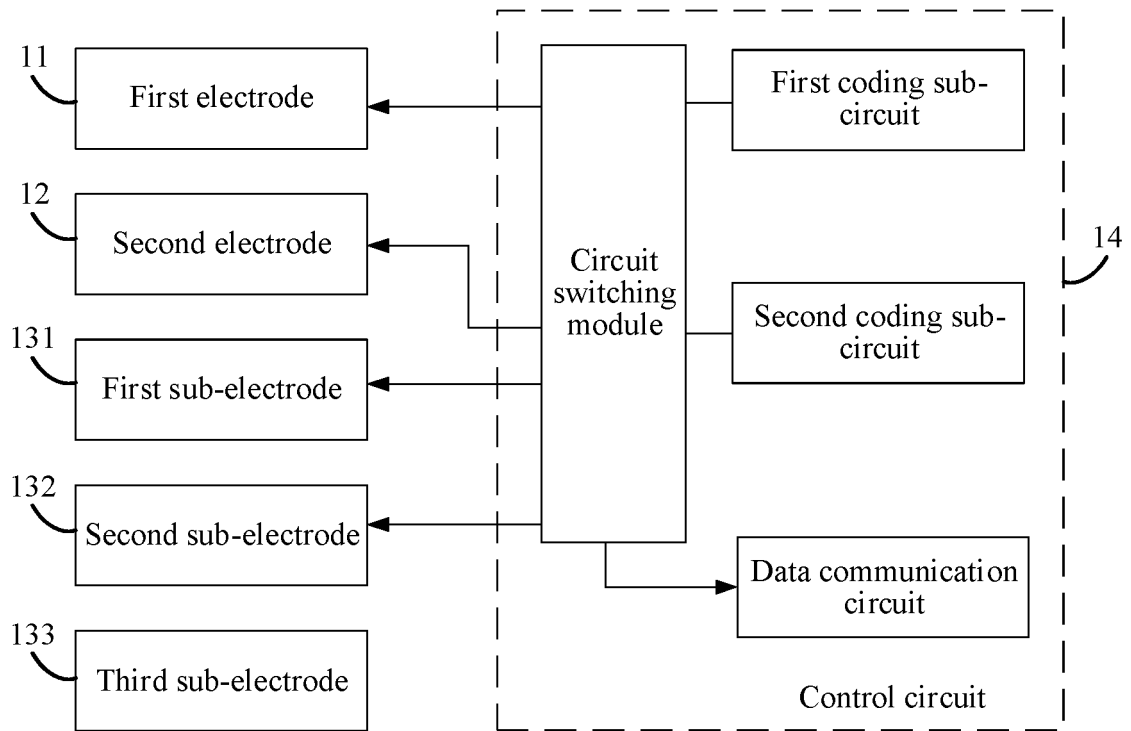 11
First electrode
12
Second electrode
131
First sub-electrode
132
Second sub-electrode
133
Third sub-electrode
Circuit
switching
module
First coding sub-
circuit
Second coding sub-
circuit
Data communication
circuit
Control circuit
14